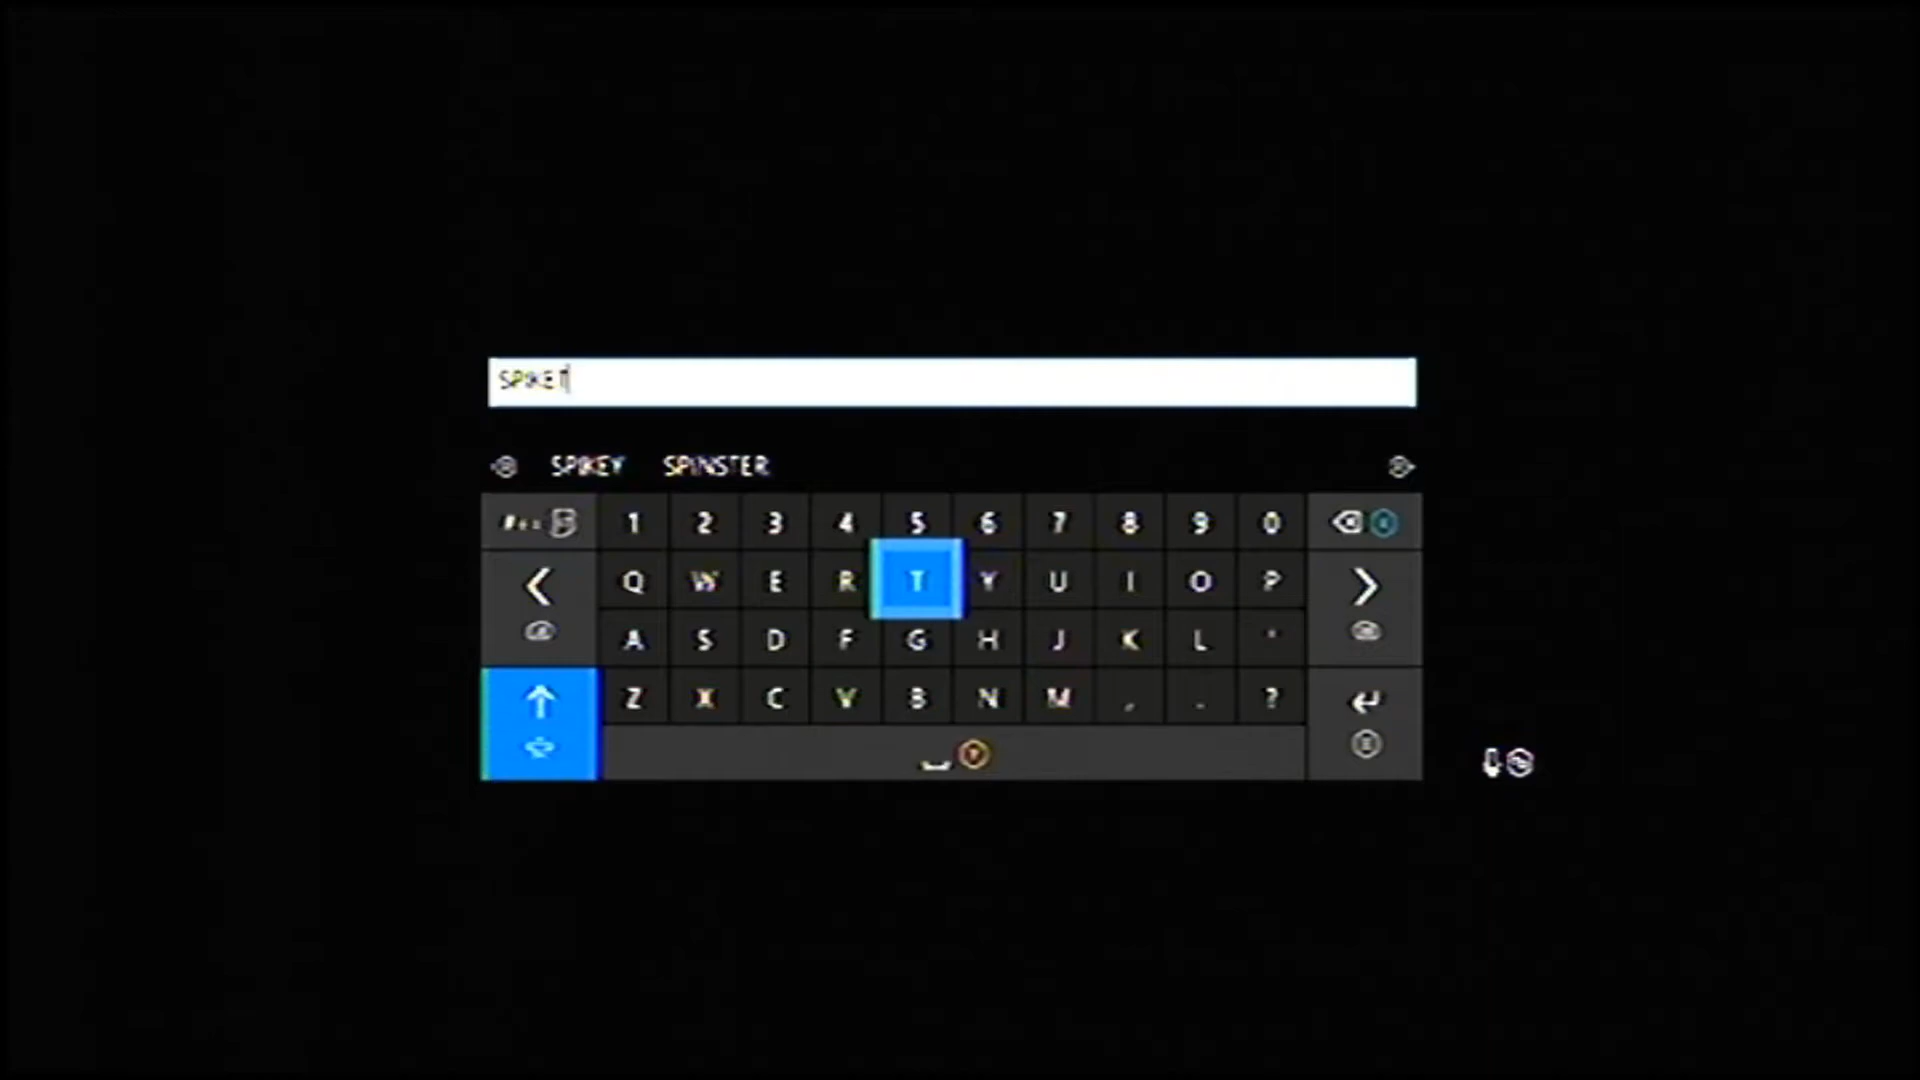 SPIKET
SPIKEY SPINSTER
1 2 3 4 5 6 7 8 9 0
Q W E R T Y U I O P
A S D F G H J K L '
Z X C V B N M , . ?